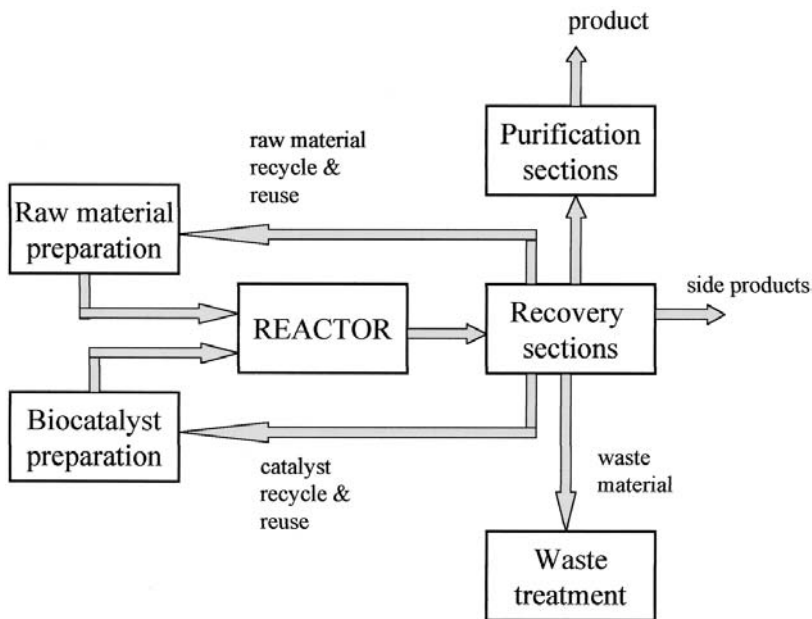 product
Purification
sections
raw material
recycle &
reuse
Raw material
preparation
side products
REACTOR
Recovery
sections
Biocatalyst
preparation
catalyst
recycle &
reuse
waste
material
Waste
treatment